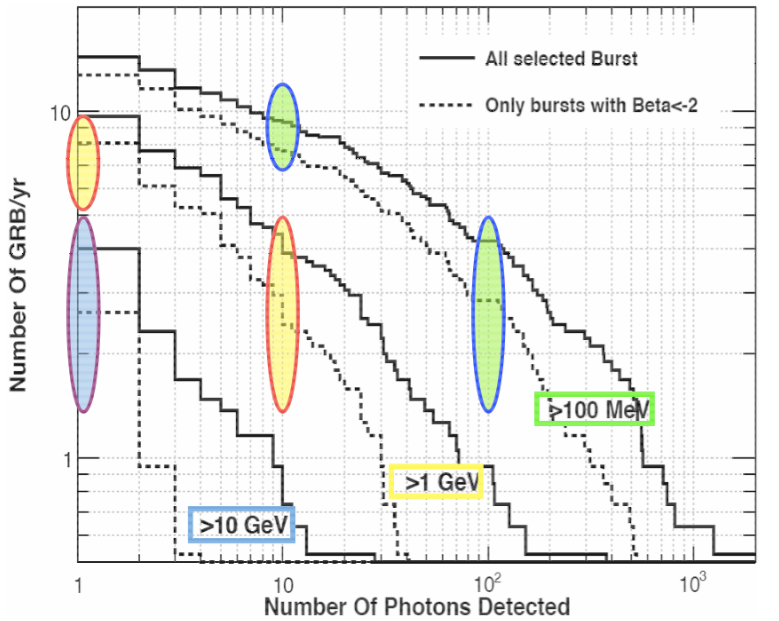 All selected Burst
Only bursts with Beta<-2
10
1
>100 MeV
>1 GeV
>10 GeV
1 10 10² 10³
Number Of Photons Detected
Number Of GRB/yr